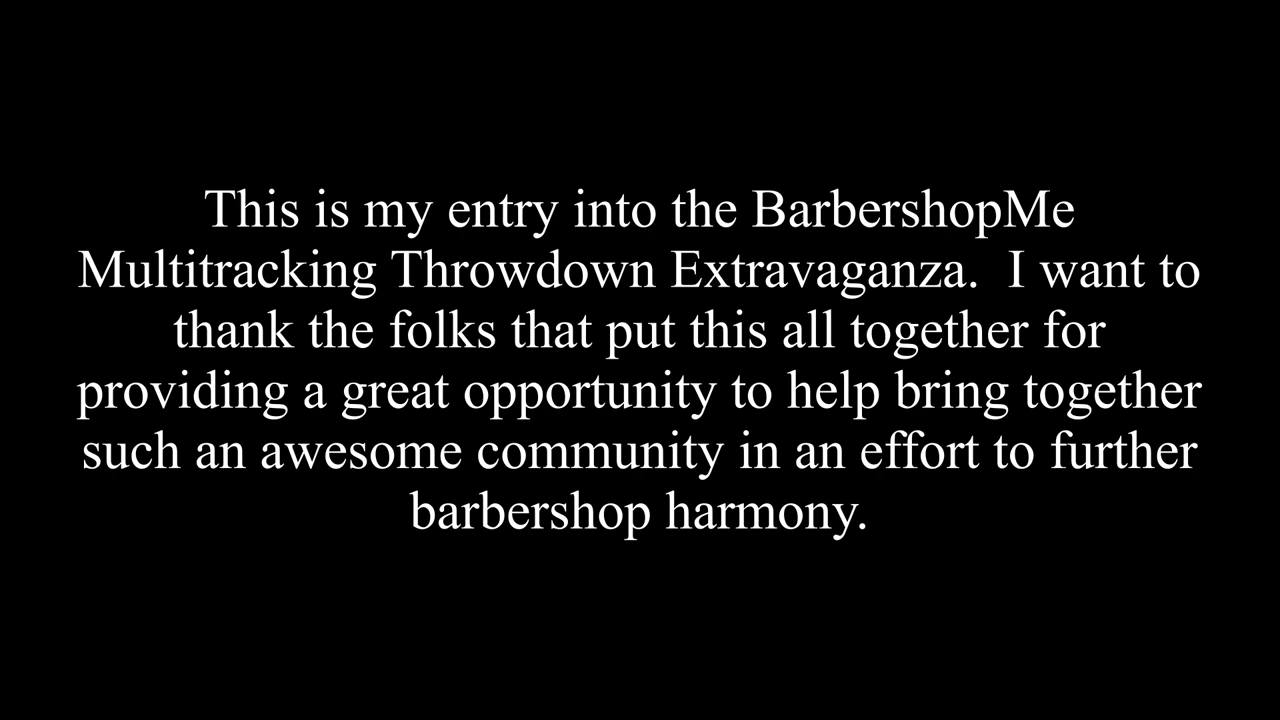 This is my entry into the BarbershopMe
Multitracking Throwdown Extravaganza.  I want to
thank the folks that put this all together for
providing a great opportunity to help bring together
such an awesome community in an effort to further
barbershop harmony.